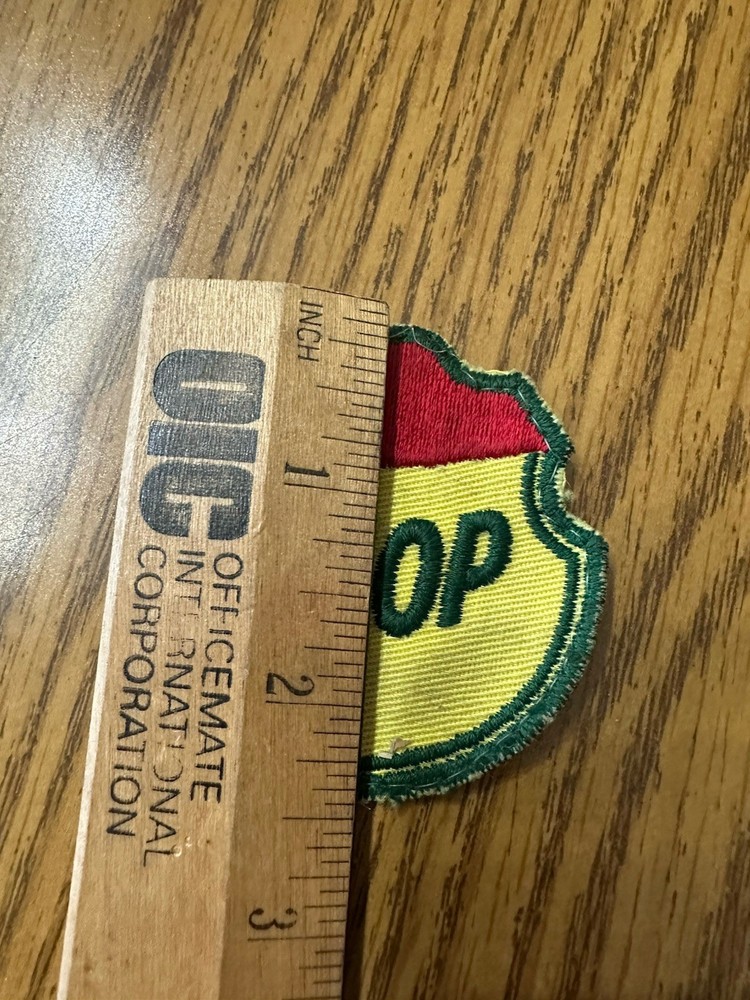 INCH
OIC
OFFICEMATE
INTERNATIONAL
CORPORATION
1
2
3
OP